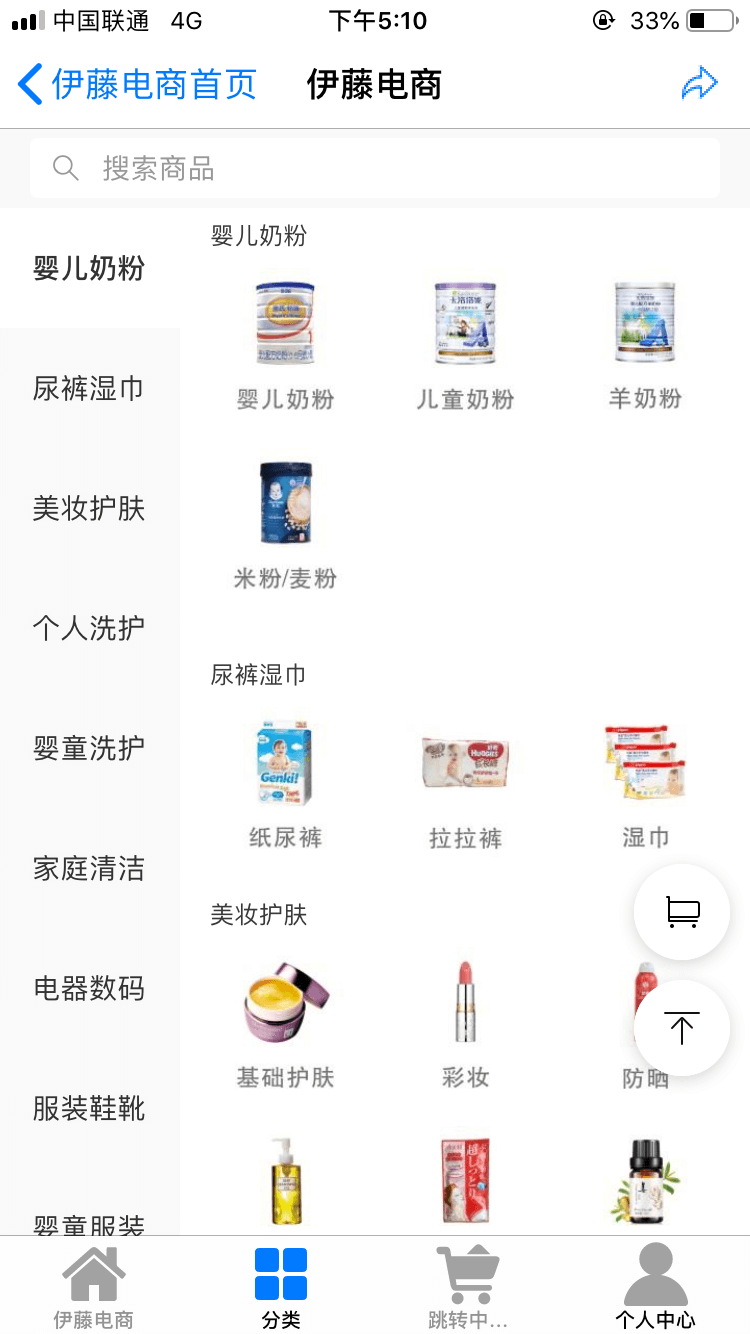 中国联通 4G 下午5:10 33%
伊藤电商首页 伊藤电商
搜索商品
婴儿奶粉
尿裤湿巾
美妆护肤
个人洗护
婴童洗护
家庭清洁
电器数码
服装鞋靴
婴童服装
婴儿奶粉
婴儿奶粉 儿童奶粉 羊奶粉
米粉/麦粉
尿裤湿巾
Genki!
HUGGIES
纸尿裤 拉拉裤 湿巾
美妆护肤
基础护肤 彩妆 防晒
伊藤电商 分类 跳转中... 个人中心